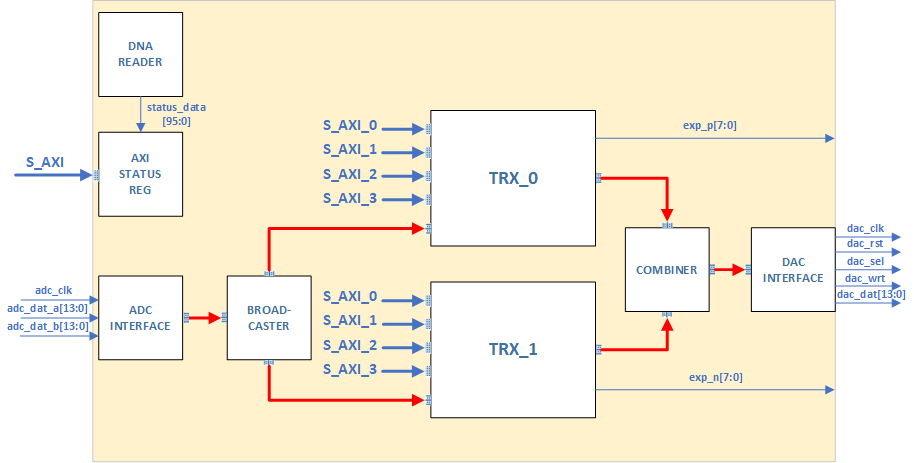 DNA
READER
status_data
[95:0]
S_AXI
AXI
STATUS
REG
S_AXI_0
S_AXI_1
S_AXI_2
S_AXI_3
TRX_0
exp_p[7:0]
adc_clk
adc_dat_a[13:0]
adc_dat_b[13:0]
ADC
INTERFACE
BROAD-
CASTER
S_AXI_0
S_AXI_1
S_AXI_2
S_AXI_3
TRX_1
exp_n[7:0]
COMBINER
DAC
INTERFACE
dac_clk
dac_rst
dac_sel
dac_wrt
dac_dat[13:0]